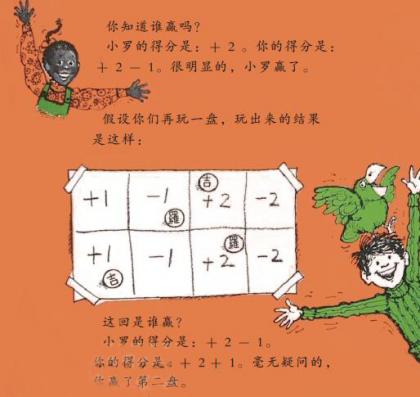 你知道谁赢吗?
小罗的得分是:+2。你的得分是:
+2-1。很明显的,小罗赢了。
假设你们再玩一盘,玩出来的结果
是这样:
+1 -1 羅 +2 吉 -2
+1 吉 -1 +2 羅 -2
这回是谁赢?
小罗的得分是:+2-1。
你的得分是:+2+1。毫无疑问的,
你赢了第二盘。